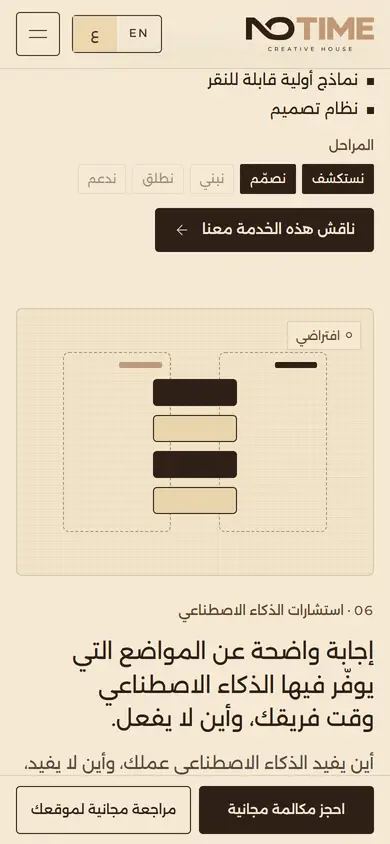 NOTIME
CREATIVE HOUSE
EN
ع
نماذج أولية قابلة للنقر
نظام تصميم
المراحل
نستكشف
نصمّم
نبني
نطلق
ندعم
ناقش هذه الخدمة معنا ←
افتراضي
06 · استشارات الذكاء الاصطناعي
إجابة واضحة عن المواضع التي
يوفّر فيها الذكاء الاصطناعي
وقت فريقك، وأين لا يفعل.
أين يفيد الذكاء الاصطناعي عملك، وأين لا يفيد،
احجز مكالمة مجانية
مراجعة مجانية لموقعك